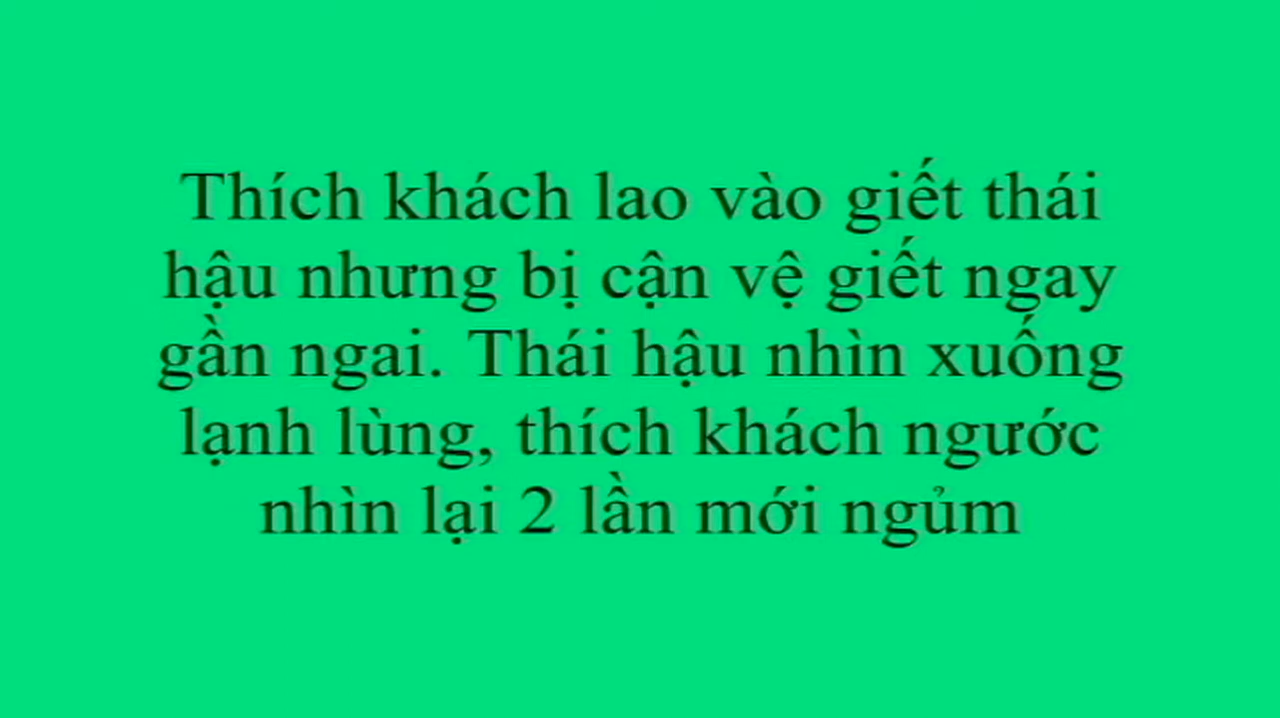 Thích khách lao vào giết thái
hậu nhưng bị cận vệ giết ngay
gần ngai. Thái hậu nhìn xuống
lạnh lùng, thích khách ngước
nhìn lại 2 lần mới ngủm